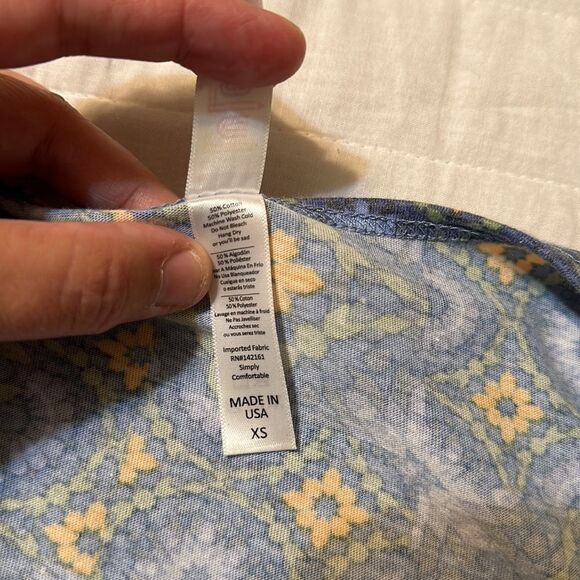 50% Cotton
50% Polyester
Machine Wash Cold
Do Not Bleach
Hang Dry
or you'll be sad
50% Algodón
50% Poliéster
var A Máquina En Frío
No Usa Blanqueador
Cuelgue en seco
o estarás triste
50% Coton
50% Polyester
Lavage en machine à froid
Ne Pas Javelliser
Accroches sec
ou vous serez triste
Imported Fabric
RN#142161
Simply
Comfortable
MADE IN
USA
XS